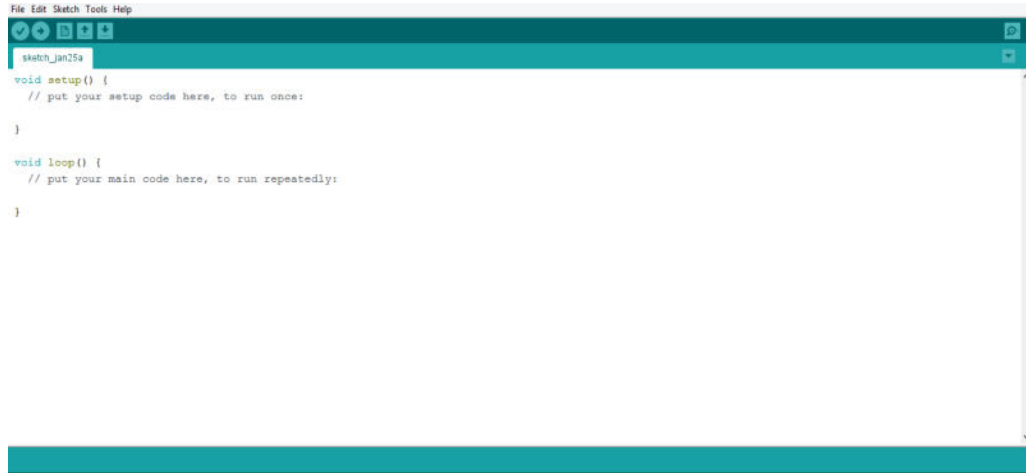 File Edit Sketch Tools Help
sketch_jan25a
void setup() {
// put your setup code here, to run once:
}
void loop() {
// put your main code here, to run repeatedly:
}